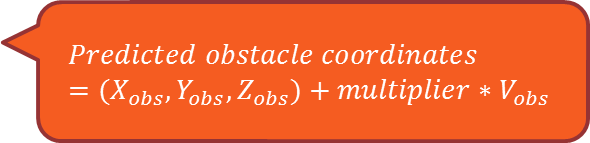 Predicted obstacle coordinates
= (X_obs, Y_obs, Z_obs) + multiplier * V_obs